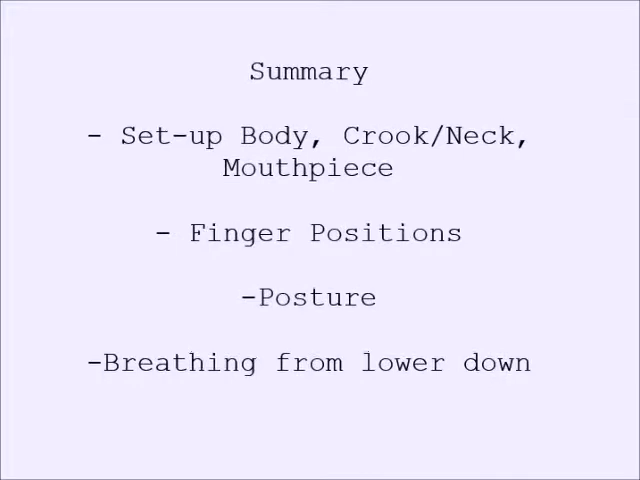 Summary
- Set-up Body, Crook/Neck,
Mouthpiece
- Finger Positions
-Posture
-Breathing from lower down